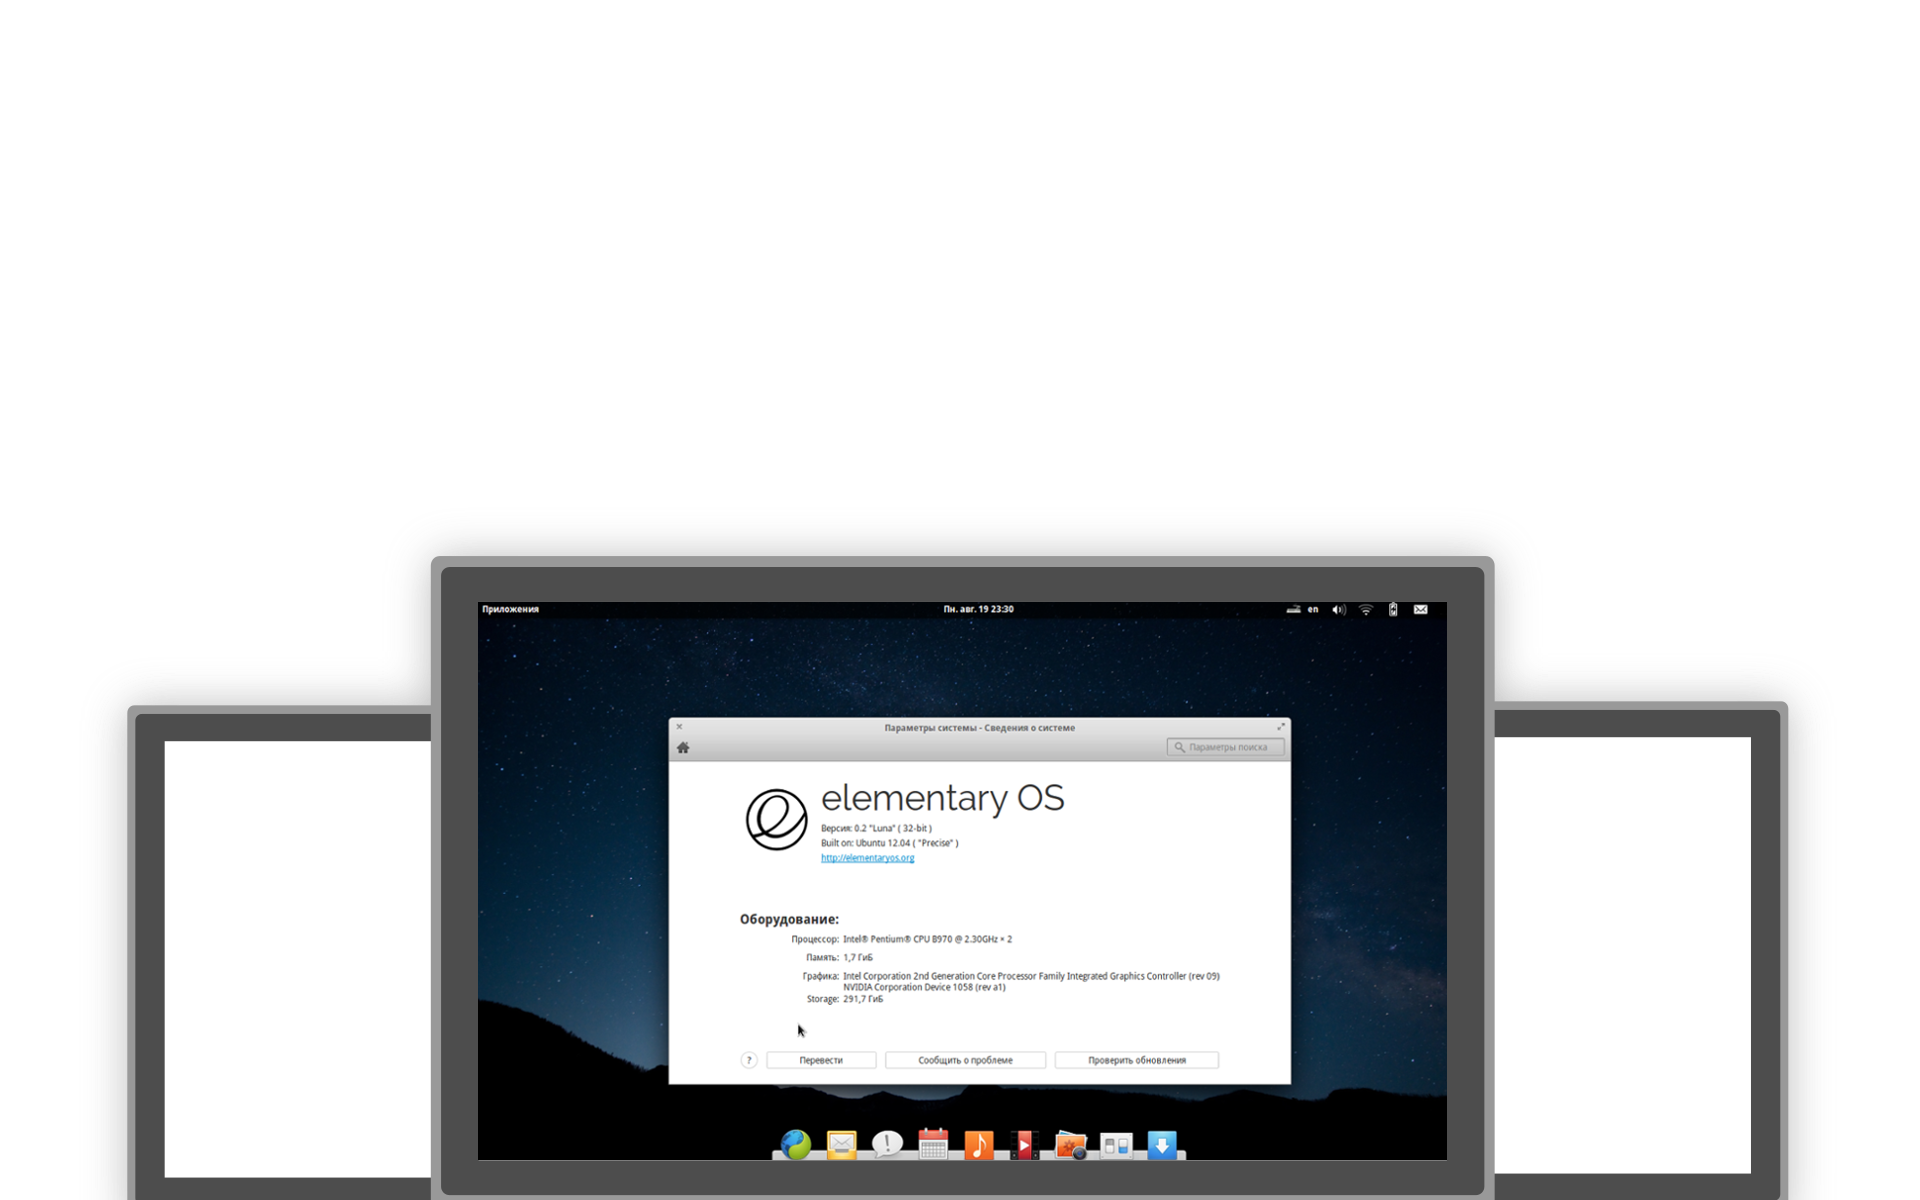 Приложения
Пн. авг. 19 23:30
en
Параметры системы - Сведения о системе
Параметры поиска
elementary OS
Версия: 0.2 "Luna" ( 32-bit )
Built on: Ubuntu 12.04 ( "Precise" )
http://elementaryos.org
Оборудование:
Процессор: Intel® Pentium® CPU B970 @ 2.30GHz × 2
Память: 1,7 ГиБ
Графика: Intel Corporation 2nd Generation Core Processor Family Integrated Graphics Controller (rev 09)
NVIDIA Corporation Device 1058 (rev a1)
Storage: 291,7 ГиБ
?
Перевести
Сообщить о проблеме
Проверить обновления